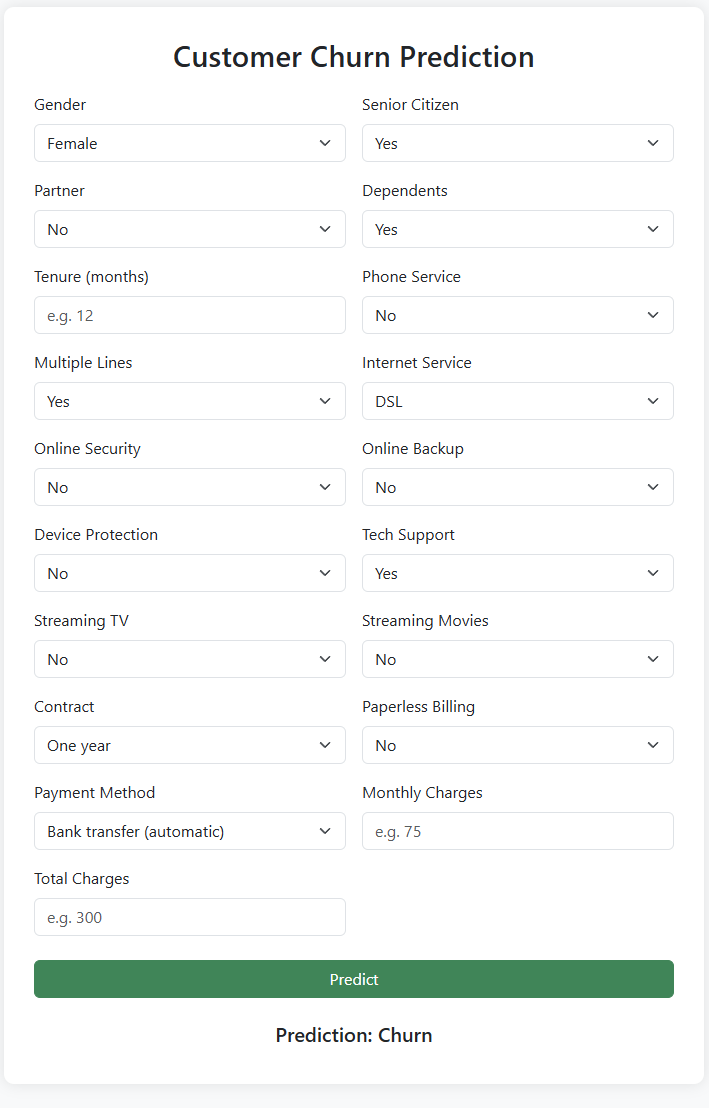 Customer Churn Prediction
Gender
Senior Citizen
Female
Yes
Partner
Dependents
No
Yes
Tenure (months)
Phone Service
e.g. 12
No
Multiple Lines
Internet Service
Yes
DSL
Online Security
Online Backup
No
No
Device Protection
Tech Support
No
Yes
Streaming TV
Streaming Movies
No
No
Contract
Paperless Billing
One year
No
Payment Method
Monthly Charges
Bank transfer (automatic)
e.g. 75
Total Charges
e.g. 300
Predict
Prediction: Churn